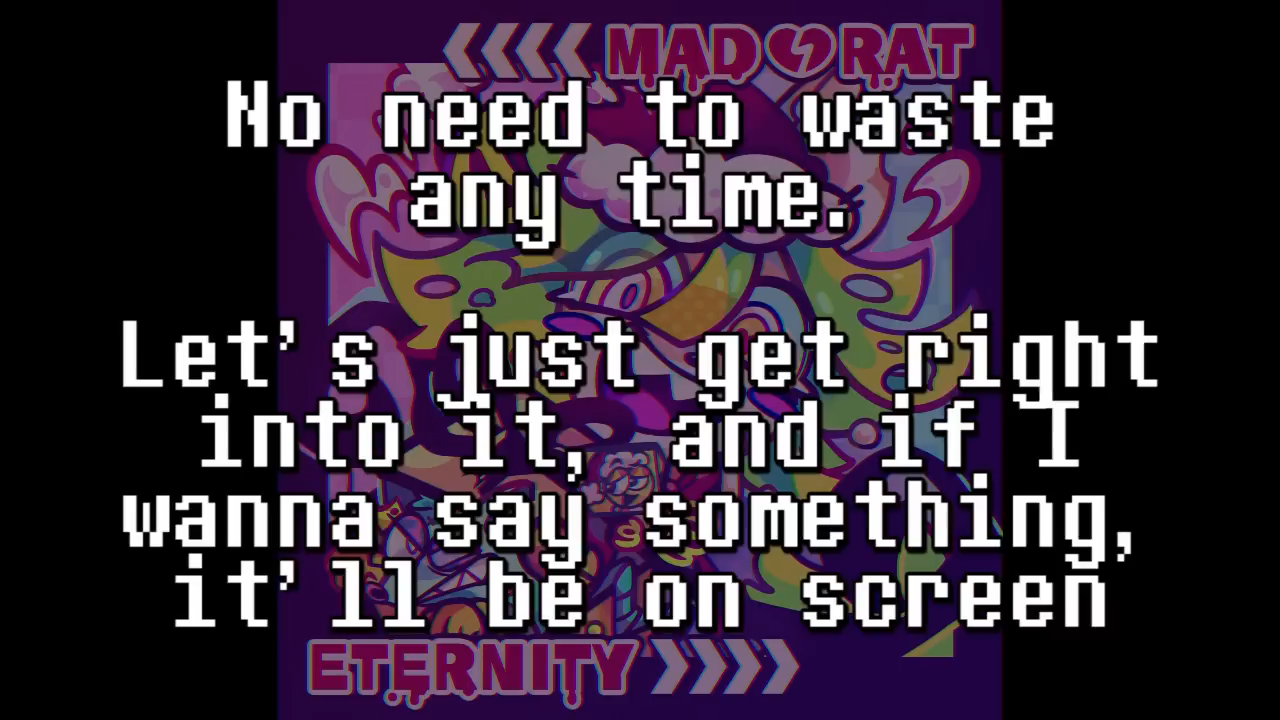 <<<< MAD RAT
No need to waste
any time.
Let's just get right
into it, and if I
wanna say something,
it'll be on screen
ETERNITY >>>>